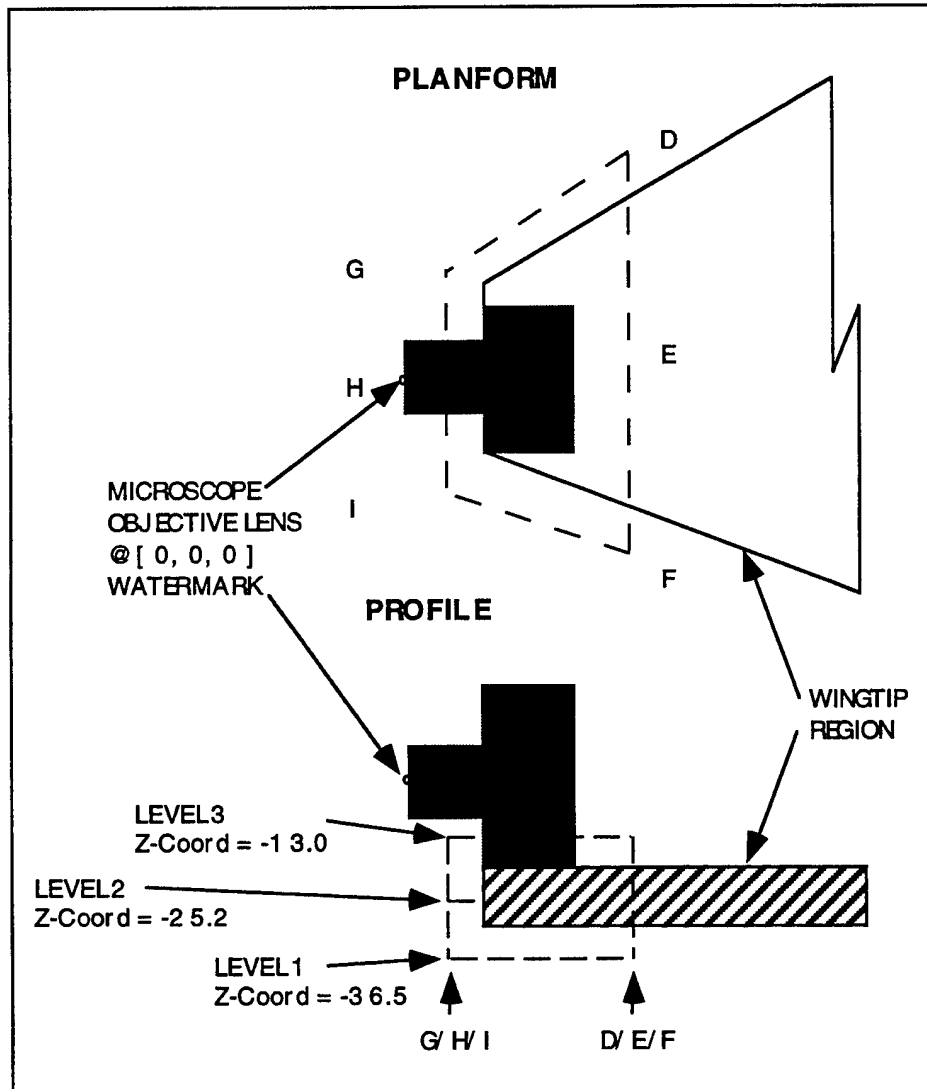 PLANFORM
D
G
E
H
MICROSCOPE
OBJECTIVE LENS
@ [ 0, 0, 0 ]
WATERMARK
I
F
PROFILE
WINGTIP
REGION
LEVEL3
Z-Coord = -13.0
LEVEL2
Z-Coord = -25.2
LEVEL1
Z-Coord = -36.5
G/ H/ I
D/ E/ F